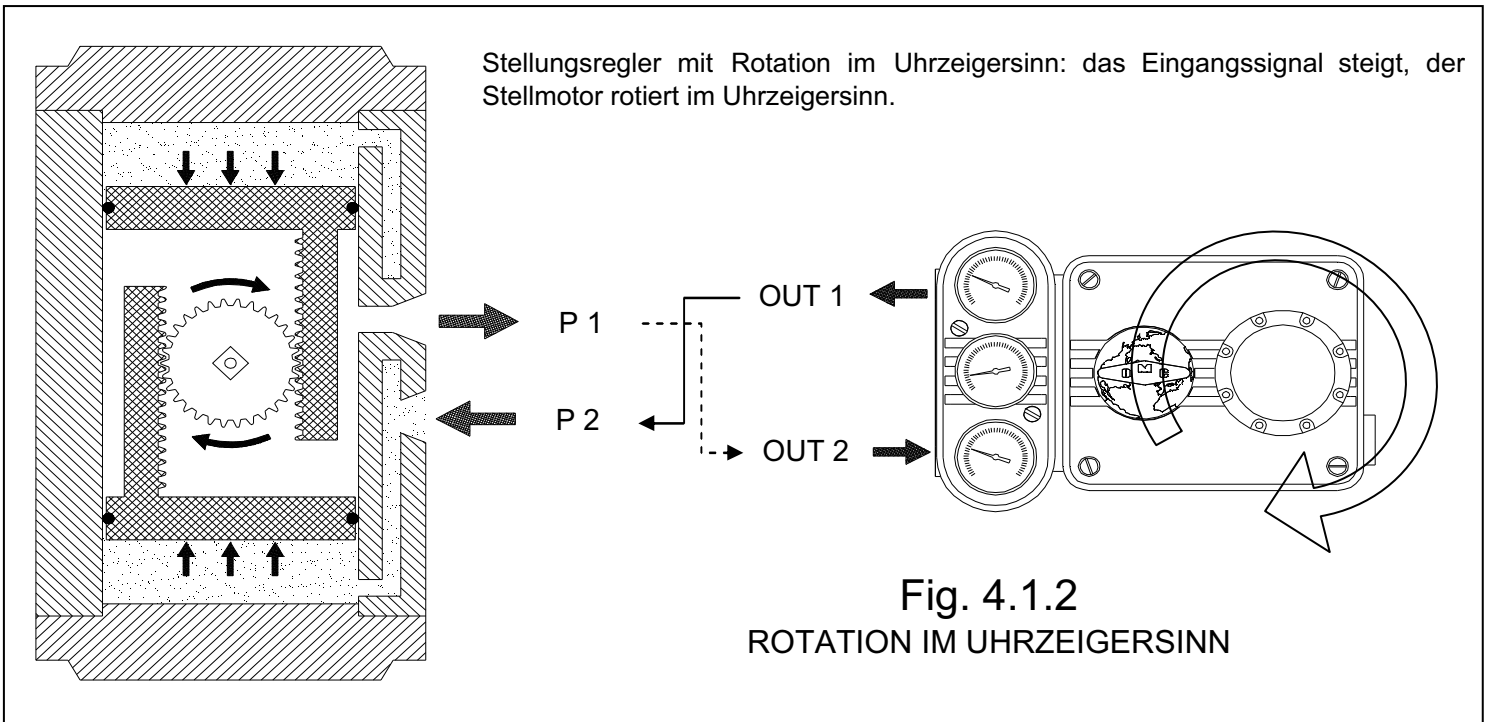 Stellungsregler mit Rotation im Uhrzeigersinn: das Eingangssignal steigt, der
Stellmotor rotiert im Uhrzeigersinn.
P 1
OUT 1
P 2
OUT 2
Fig. 4.1.2
ROTATION IM UHRZEIGERSINN